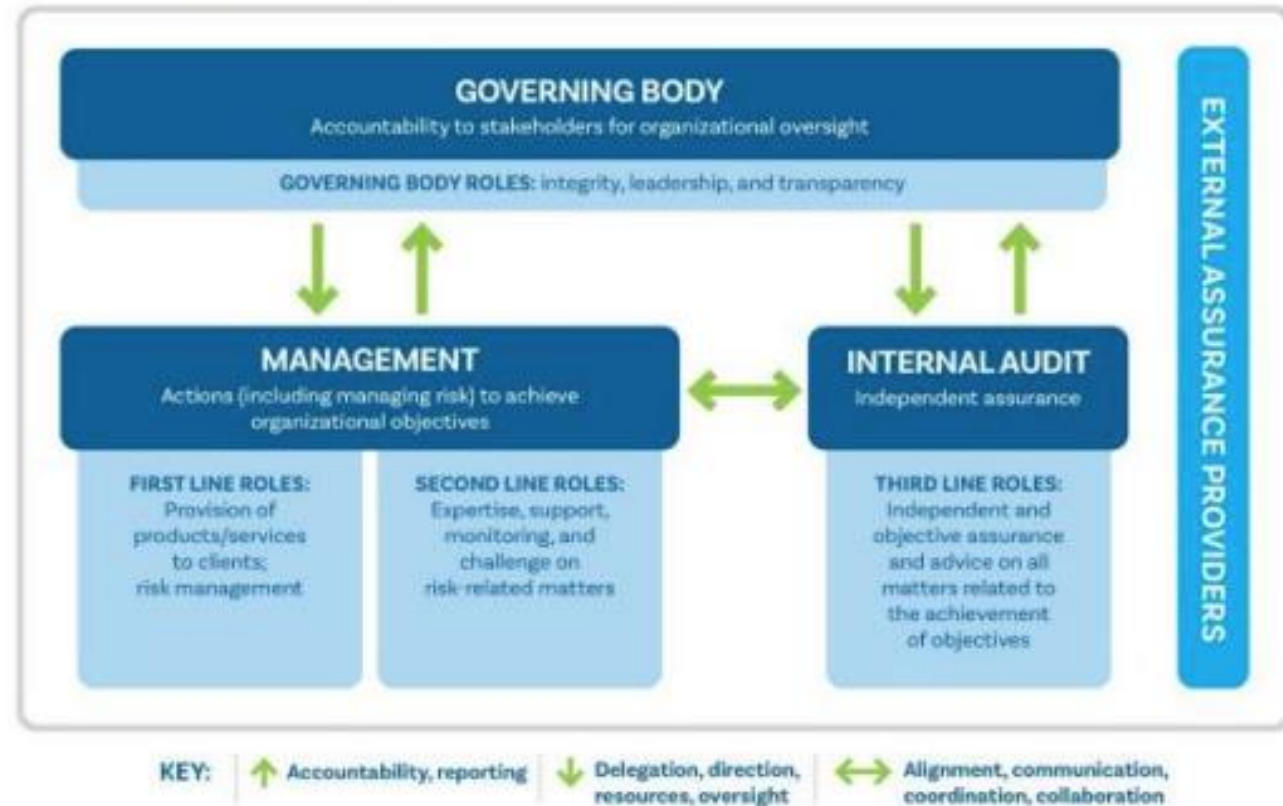 GOVERNING BODY
Accountability to stakeholders for organizational oversight
GOVERNING BODY ROLES: integrity, leadership, and transparency
MANAGEMENT
Actions (including managing risk) to achieve
organizational objectives
INTERNAL AUDIT
Independent assurance
FIRST LINE ROLES:
Provision of
products/services
to clients;
risk management
SECOND LINE ROLES:
Expertise, support,
monitoring, and
challenge on
risk-related matters
THIRD LINE ROLES:
Independent and
objective assurance
and advice on all
matters related to
the achievement
of objectives
EXTERNAL ASSURANCE PROVIDERS
KEY:
Accountability, reporting
Delegation, direction,
resources, oversight
Alignment, communication,
coordination, collaboration